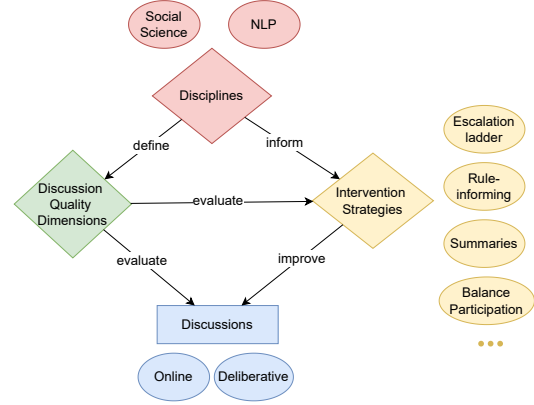 Social
Science
NLP
Disciplines
define
inform
Escalation
ladder
Discussion
Quality
Dimensions
evaluate
Intervention
Strategies
Rule-
informing
Summaries
evaluate
improve
Balance
Participation
Discussions
Online
Deliberative